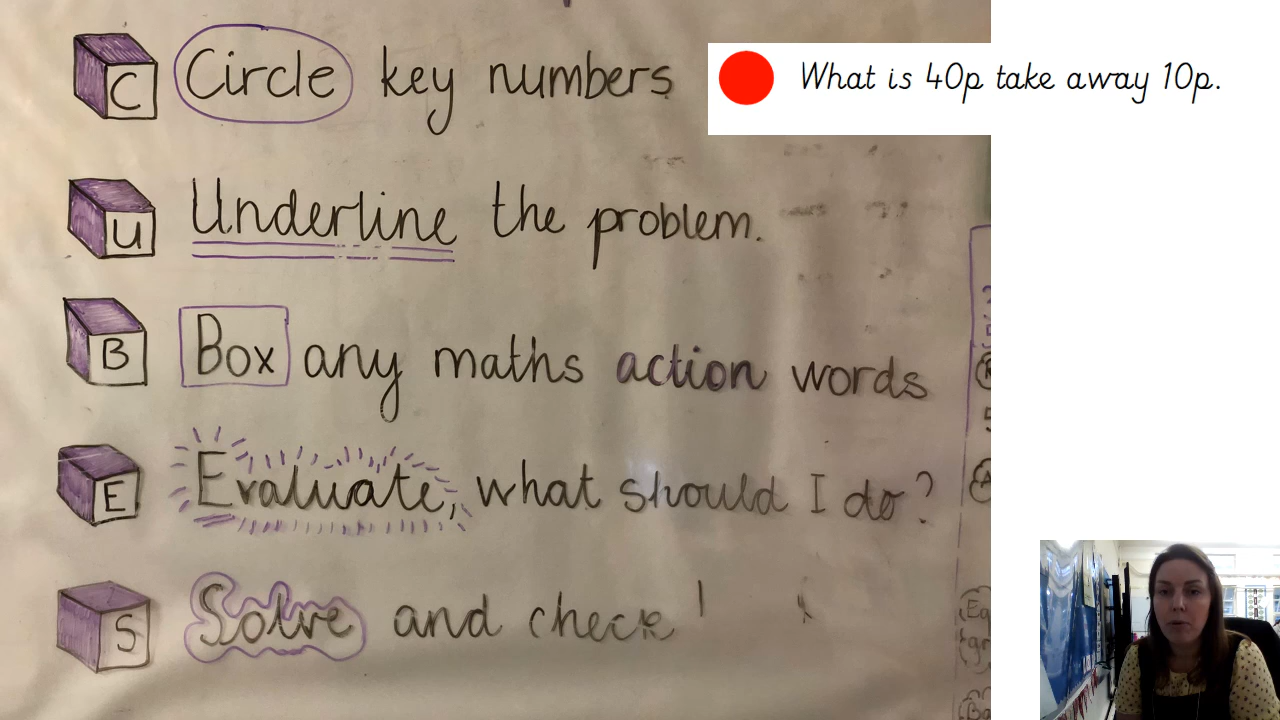 C Circle key numbers
What is 40p take away 10p.
U Underline the problem.
B Box any maths action words
E Evaluate, what should I do?
S Solve and check!